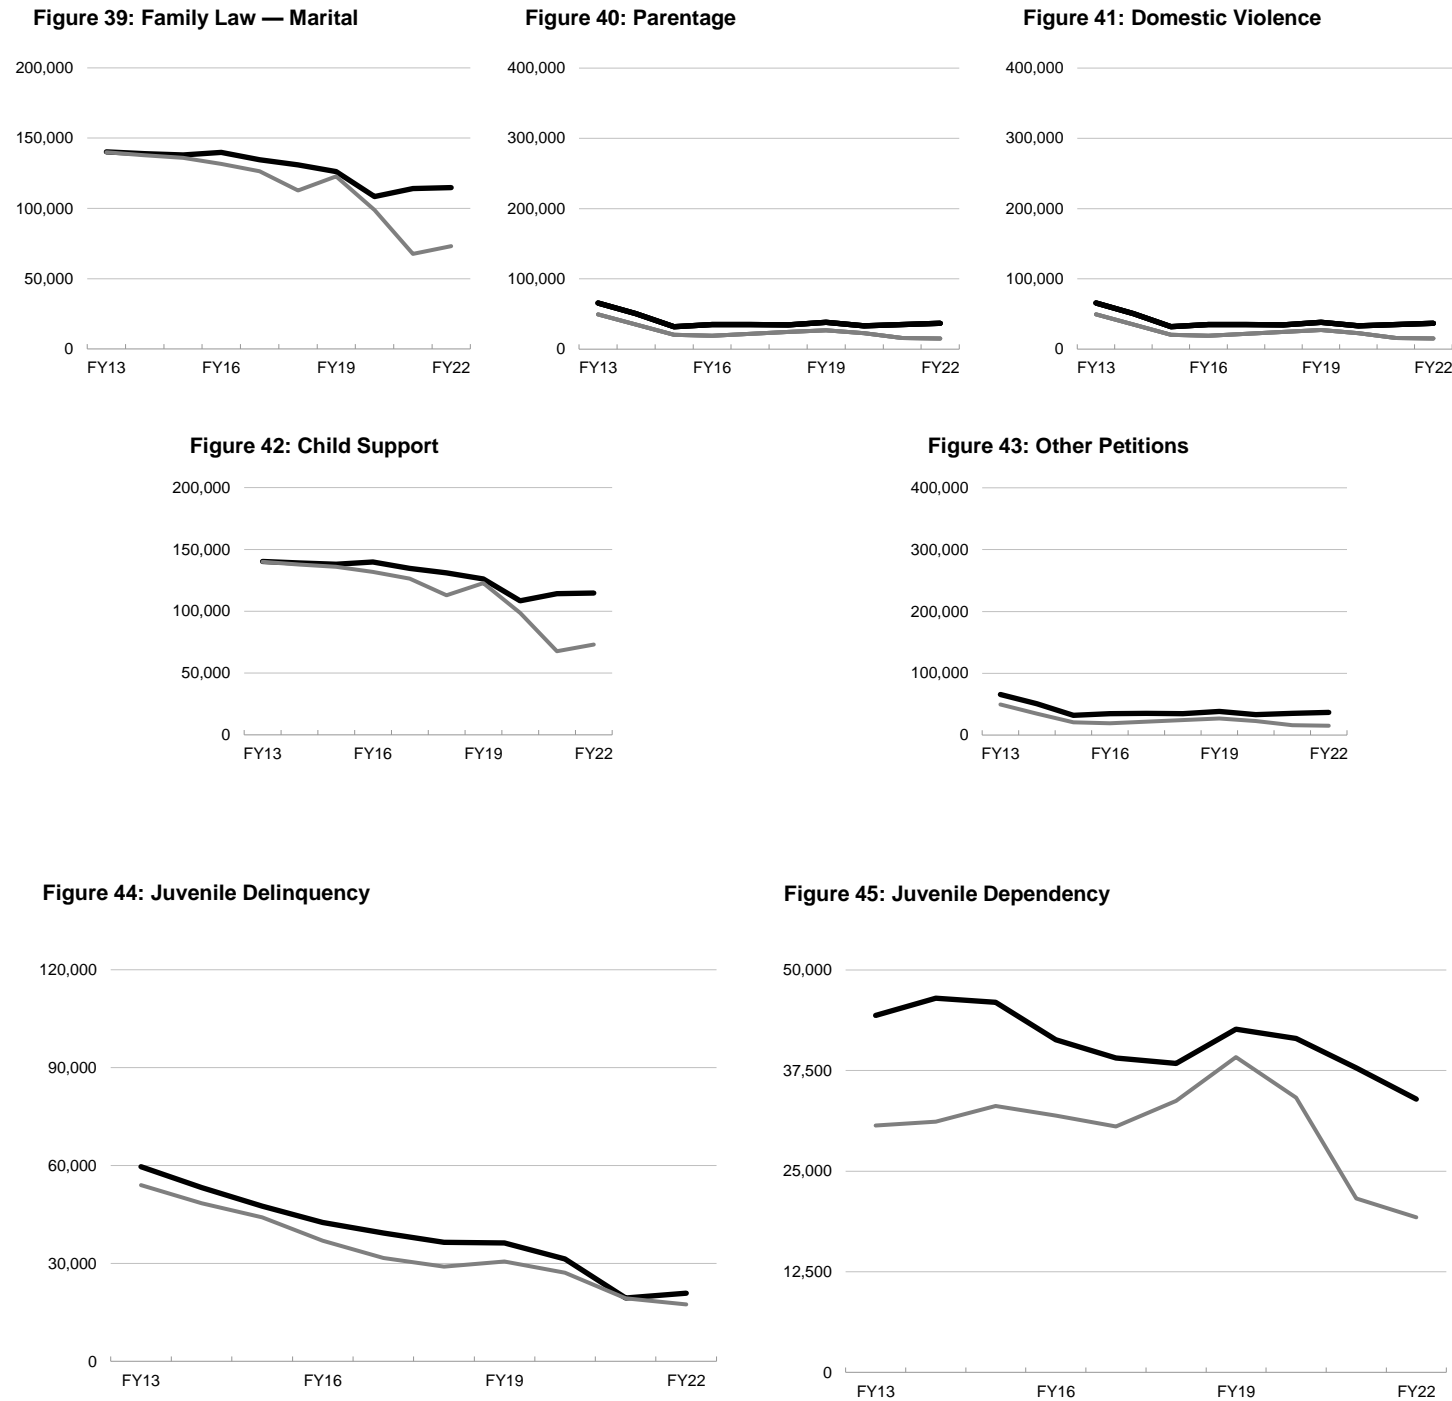 Figure 39: Family Law — Marital
200,000
150,000
100,000
50,000
0
FY13 FY16 FY19 FY22
Figure 40: Parentage
400,000
300,000
200,000
100,000
0
FY13 FY16 FY19 FY22
Figure 41: Domestic Violence
400,000
300,000
200,000
100,000
0
FY13 FY16 FY19 FY22
Figure 42: Child Support
200,000
150,000
100,000
50,000
0
FY13 FY16 FY19 FY22
Figure 43: Other Petitions
400,000
300,000
200,000
100,000
0
FY13 FY16 FY19 FY22
Figure 44: Juvenile Delinquency
120,000
90,000
60,000
30,000
0
FY13 FY16 FY19 FY22
Figure 45: Juvenile Dependency
50,000
37,500
25,000
12,500
0
FY13 FY16 FY19 FY22